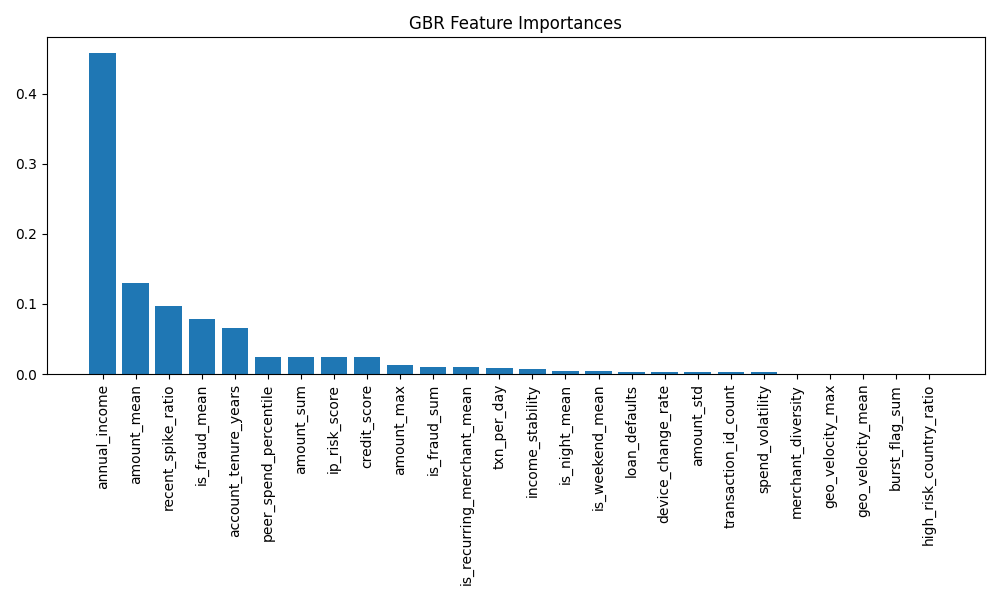 GBR Feature Importances
0.4
0.3
0.2
0.1
0.0
annual_income
amount_mean
recent_spike_ratio
is_fraud_mean
account_tenure_years
peer_spend_percentile
amount_sum
ip_risk_score
credit_score
amount_max
is_fraud_sum
is_recurring_merchant_mean
txn_per_day
income_stability
is_night_mean
is_weekend_mean
loan_defaults
device_change_rate
amount_std
transaction_id_count
spend_volatility
merchant_diversity
geo_velocity_max
geo_velocity_mean
burst_flag_sum
high_risk_country_ratio